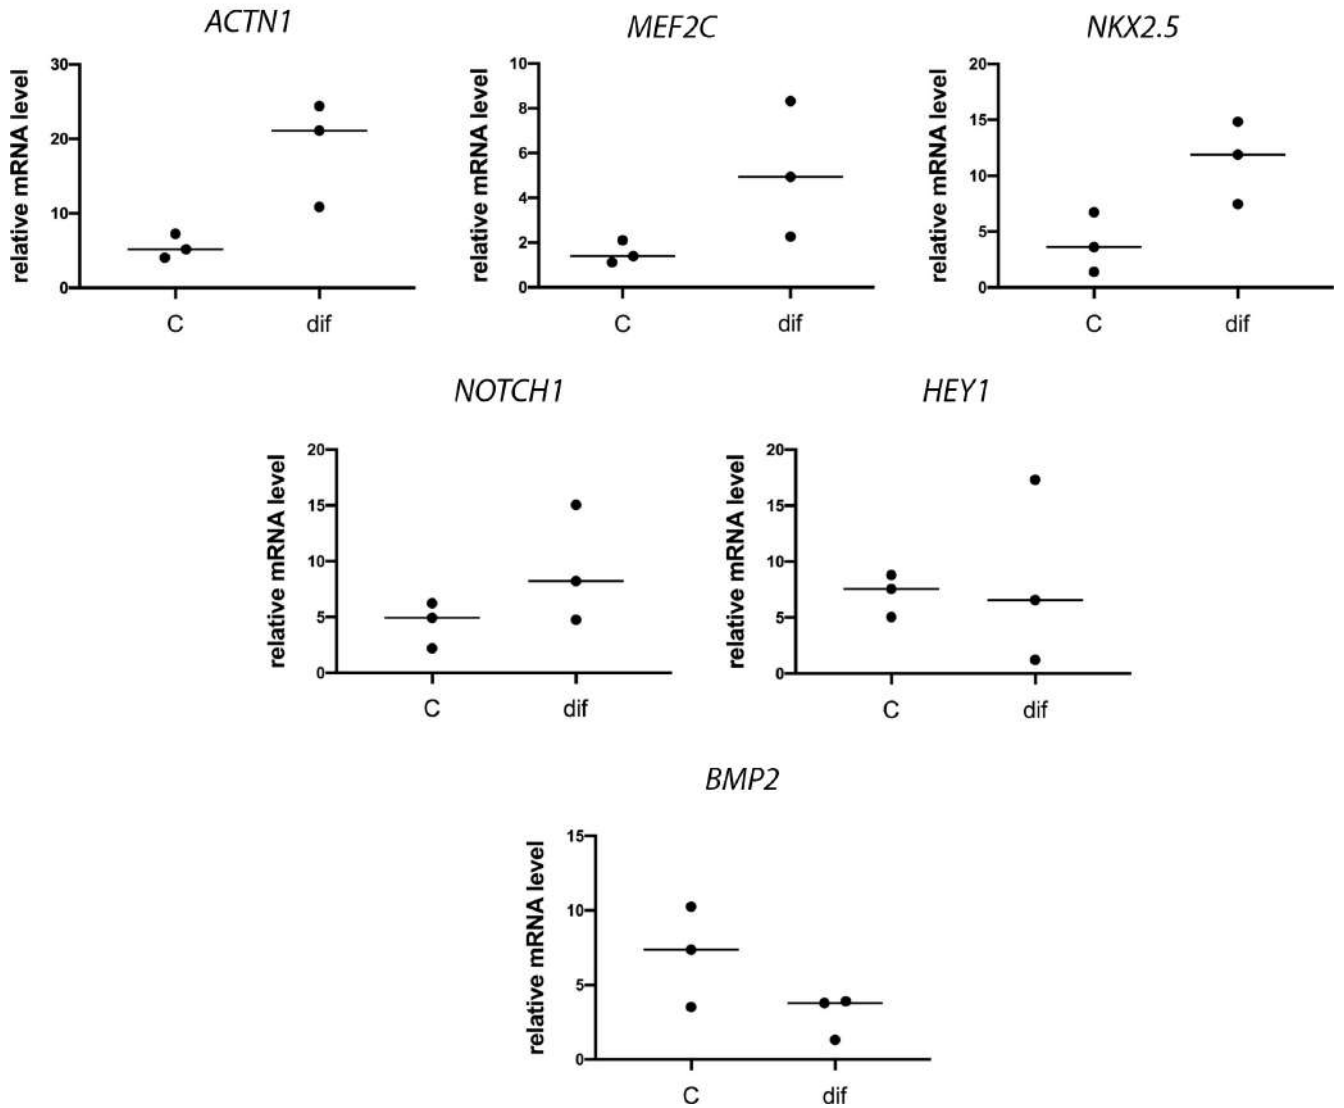 ACTN1
relative mRNA level
30
20
10
0
C
dif
MEF2C
relative mRNA level
10
8
6
4
2
0
C
dif
NKX2.5
relative mRNA level
20
15
10
5
0
C
dif
NOTCH1
relative mRNA level
20
15
10
5
0
C
dif
HEY1
relative mRNA level
20
15
10
5
0
C
dif
BMP2
relative mRNA level
15
10
5
0
C
dif